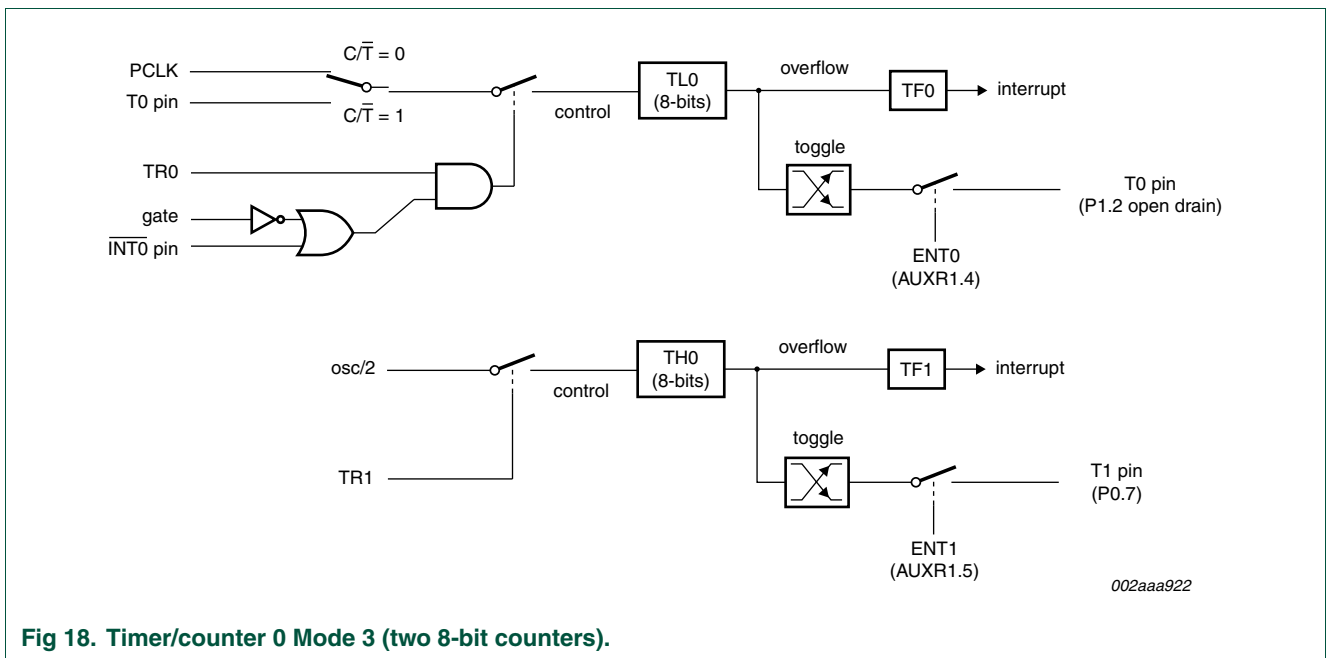 C/T̅ = 0
PCLK
T0 pin
C/T̅ = 1
TR0
gate
I̅N̅T̅0̅ pin
control
TL0
(8-bits)
overflow
TF0
interrupt
toggle
T0 pin
(P1.2 open drain)
ENT0
(AUXR1.4)
osc/2
TR1
control
TH0
(8-bits)
overflow
TF1
interrupt
toggle
T1 pin
(P0.7)
ENT1
(AUXR1.5)
002aaa922
Fig 18. Timer/counter 0 Mode 3 (two 8-bit counters).